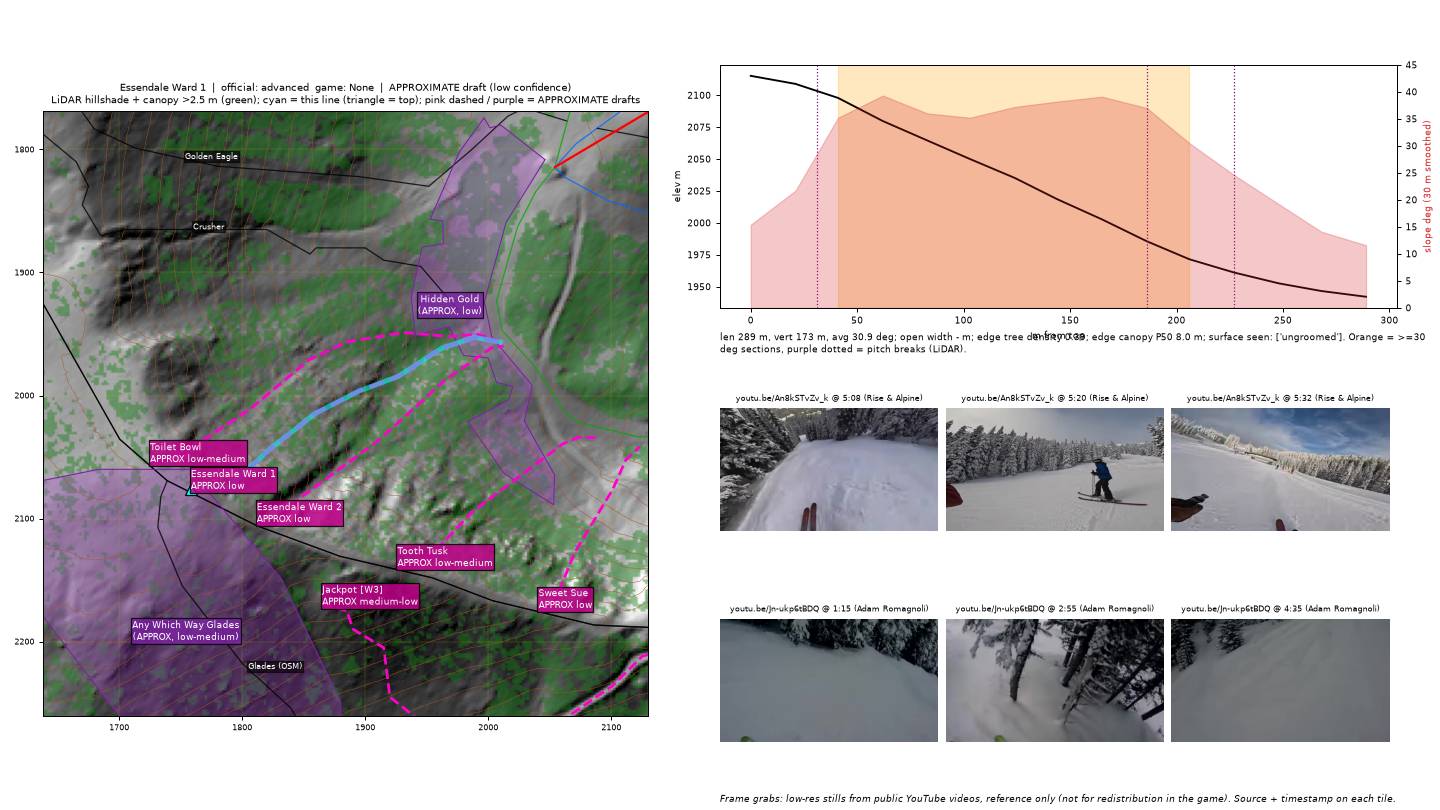 Essendale Ward 1 | official: advanced game: None | APPROXIMATE draft (low confidence)
LiDAR hillshade + canopy >2.5 m (green); cyan = this line (triangle = top); pink dashed / purple = APPROXIMATE drafts
1800
1900
2000
2100
2200
1700
1800
1900
2000
2100
Golden Eagle
Crusher
Hidden Gold
(APPROX, low)
Toilet Bowl
APPROX low-medium
Essendale Ward 1
APPROX low
Essendale Ward 2
APPROX low
Tooth Tusk
APPROX low-medium
Jackpot [W3]
APPROX medium-low
Sweet Sue
APPROX low
Any Which Way Glades
(APPROX, low-medium)
Glades (OSM)
elev m
2100
2075
2050
2025
2000
1975
1950
0
50
100
150
200
250
300
45
40
35
30
25
20
15
10
5
0
slope deg (30 m smoothed)
len 289 m, vert 173 m, avg 30.9 deg; open width - m; edge tree density 0.39; edge canopy P50 8.0 m; surface seen: ['ungroomed']. Orange = >=30
deg sections, purple dotted = pitch breaks (LiDAR).
youtu.be/An8kSTvZv_k @ 5:08 (Rise & Alpine)
youtu.be/An8kSTvZv_k @ 5:20 (Rise & Alpine)
youtu.be/An8kSTvZv_k @ 5:32 (Rise & Alpine)
youtu.be/Jn-ukp6tBDQ @ 1:15 (Adam Romagnoli)
youtu.be/Jn-ukp6tBDQ @ 2:55 (Adam Romagnoli)
youtu.be/Jn-ukp6tBDQ @ 4:35 (Adam Romagnoli)
Frame grabs: low-res stills from public YouTube videos, reference only (not for redistribution in the game). Source + timestamp on each tile.